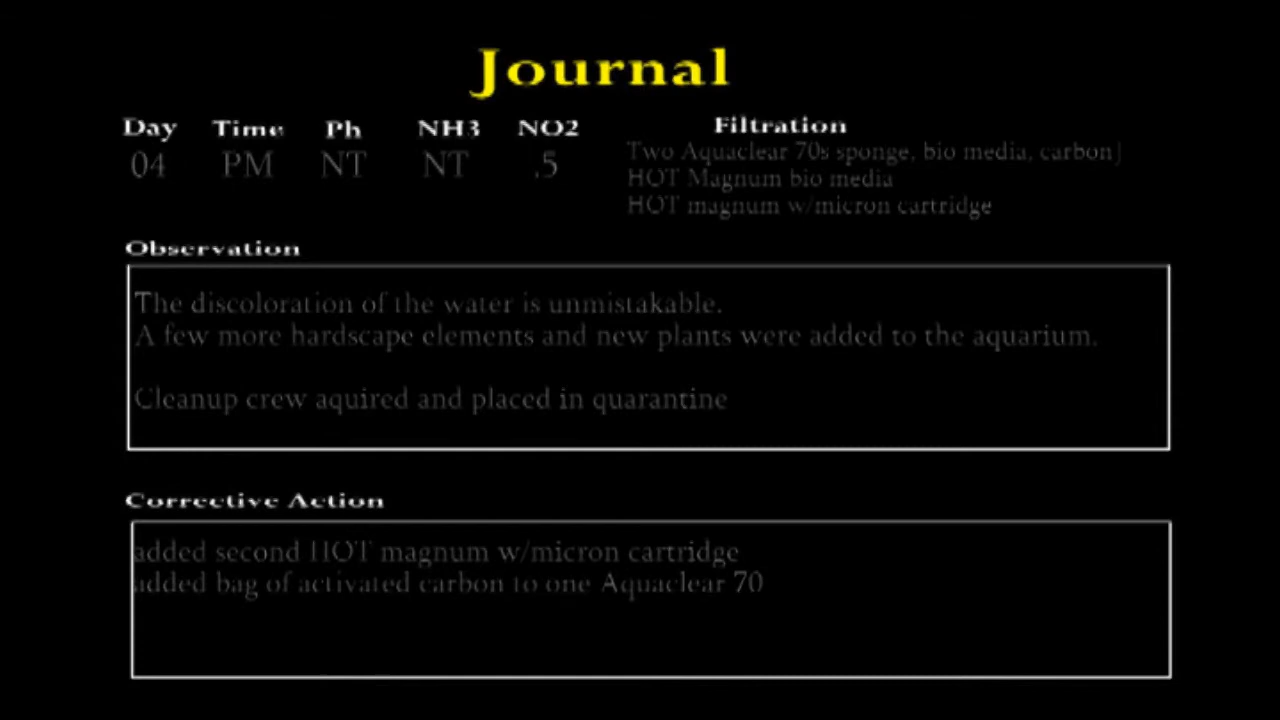 Journal
Day Time Ph NH3 NO2 Filtration
04 PM NT NT .5 Two Aquaclear 70s sponge, bio media, carbon]
HOT Magnum bio media
HOT magnum w/micron cartridge
Observation
The discoloration of the water is unmistakable.
A few more hardscape elements and new plants were added to the aquarium.
Cleanup crew aquired and placed in quarantine
Corrective Action
added second HOT magnum w/micron cartridge
added bag of activated carbon to one Aquaclear 70